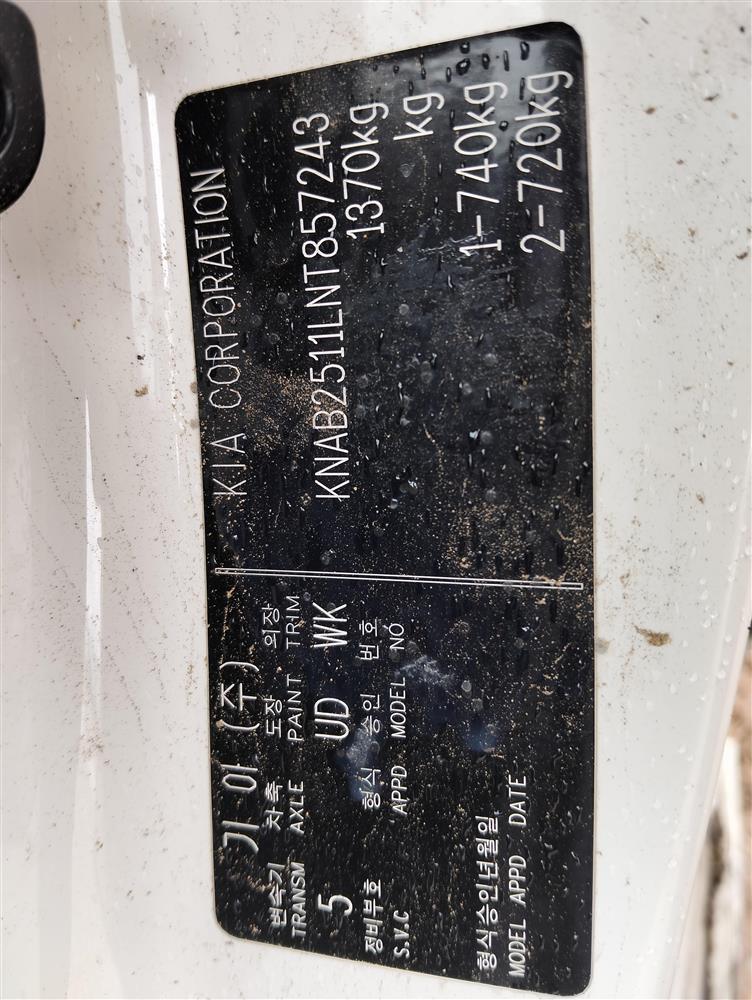 기아 (주)
변속기 차축 도장 의장
TRANSM AXLE PAINT TRIM
5 UD WK
정비부호 형식 승인 번호
S.V.C APPD MODEL NO
형식승인년월일
MODEL APPD DATE
KIA CORPORATION
KNAB2511LNT857243
1370kg
kg
1-740kg
2-720kg